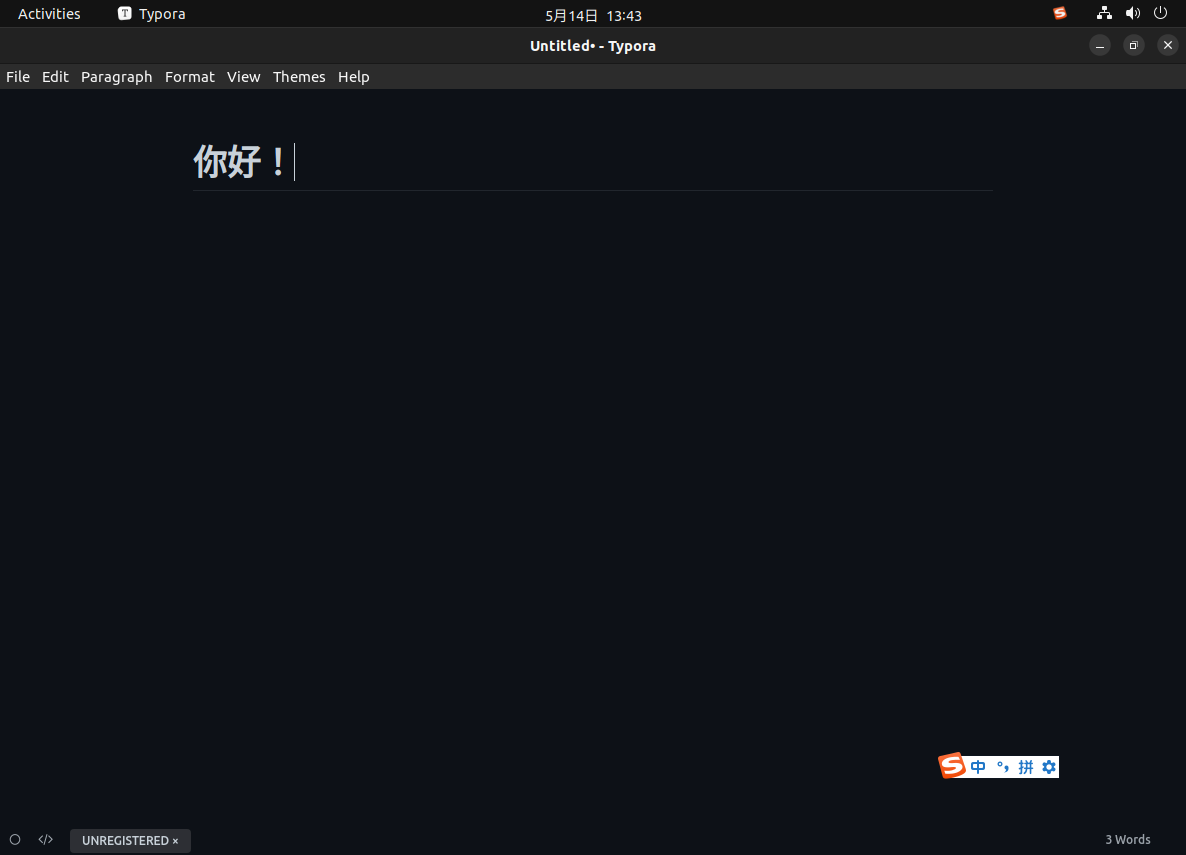 Activities T Typora 5月14日 13:43
Untitled• - Typora
File Edit Paragraph Format View Themes Help
你好！
S 中 °, 拼
</> UNREGISTERED × 3 Words